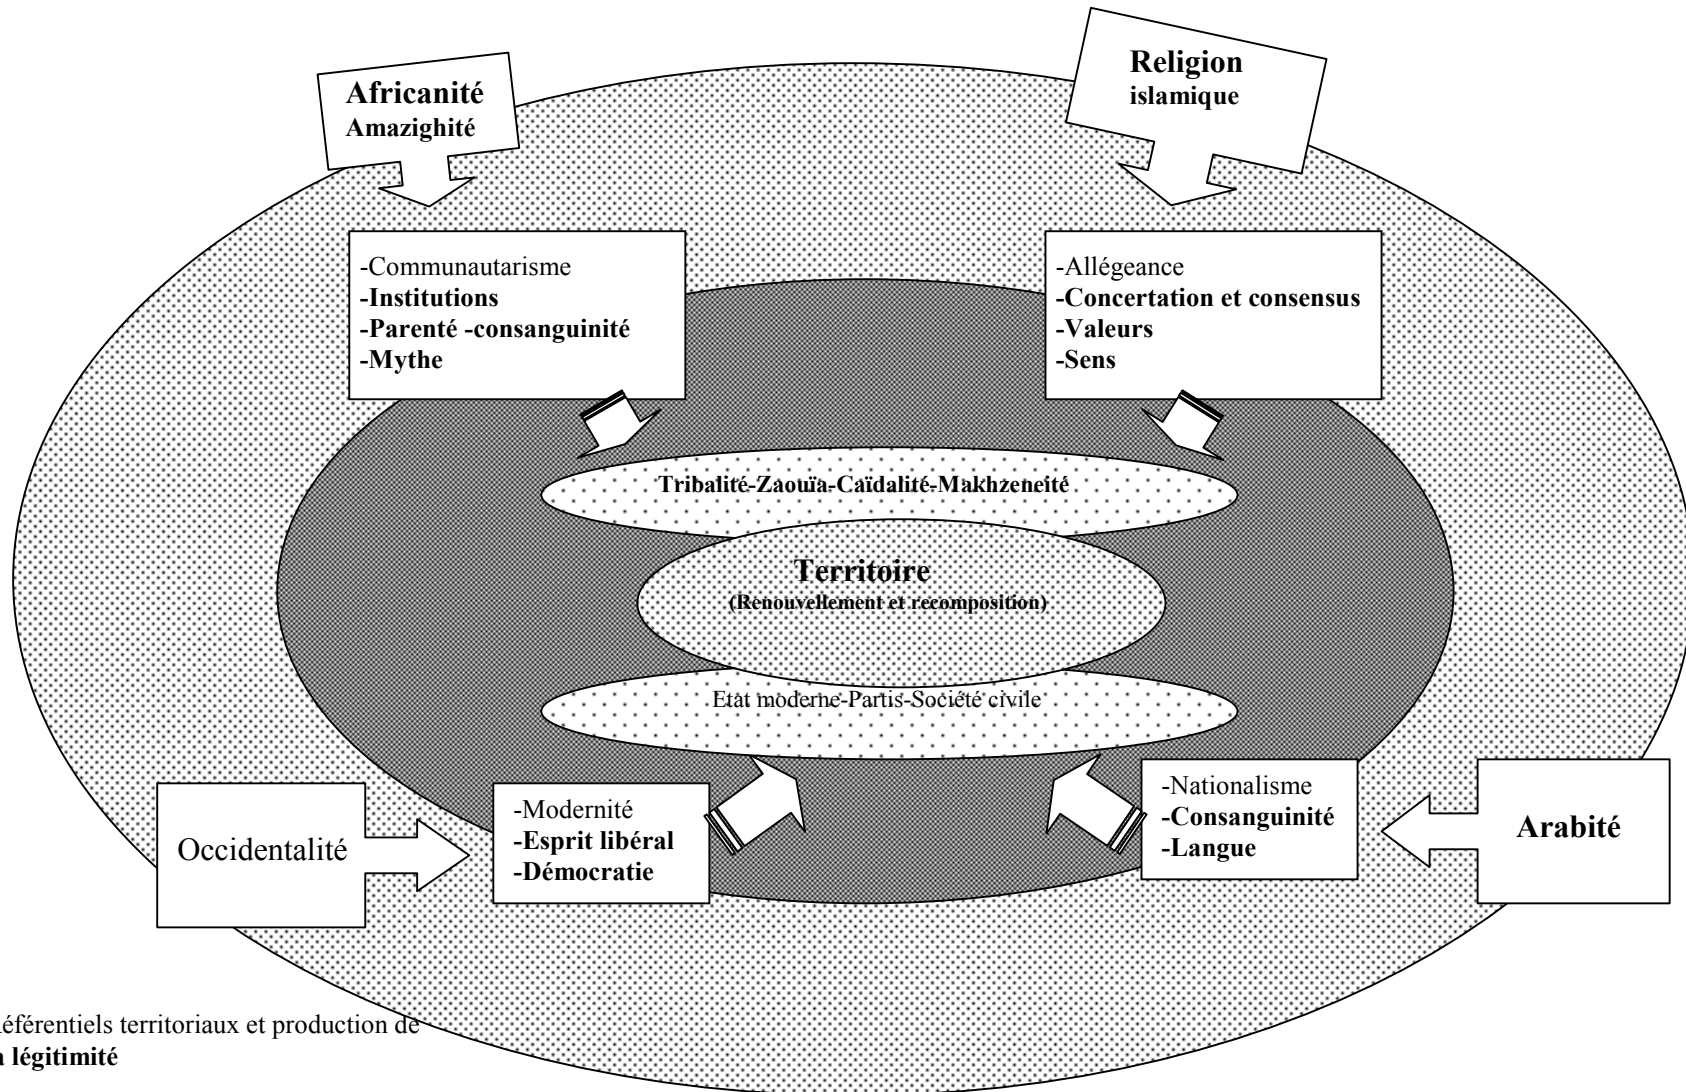 Africanité
Amazighité
Religion
islamique
-Communautarisme
-Institutions
-Parenté -consanguinité
-Mythe
-Allégeance
-Concertation et consensus
-Valeurs
-Sens
Tribalité-Zaouïa-Caïdalité-Makhzeneité
Territoire
(Renouvellement et recomposition)
Etat moderne-Partis-Société civile
Occidentalité
-Modernité
-Esprit libéral
-Démocratie
-Nationalisme
-Consanguinité
-Langue
Arabité
éférentiels territoriaux et production de
a légitimité